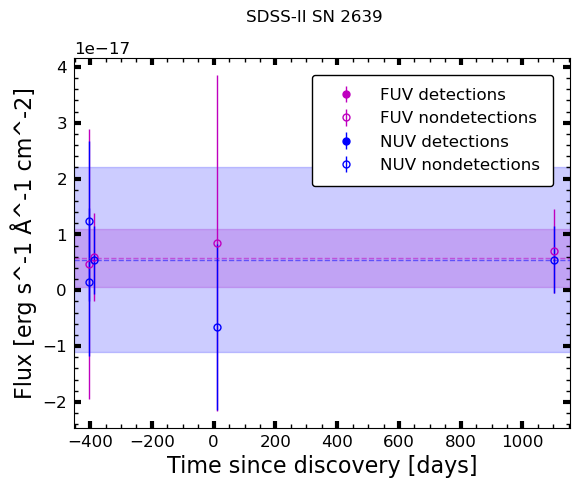 SDSS-II SN 2639
1e−17
FUV detections
FUV nondetections
NUV detections
NUV nondetections
4
3
2
1
0
−1
−2
Flux [erg s^-1 Å^-1 cm^-2]
−400 −200 0 200 400 600 800 1000
Time since discovery [days]